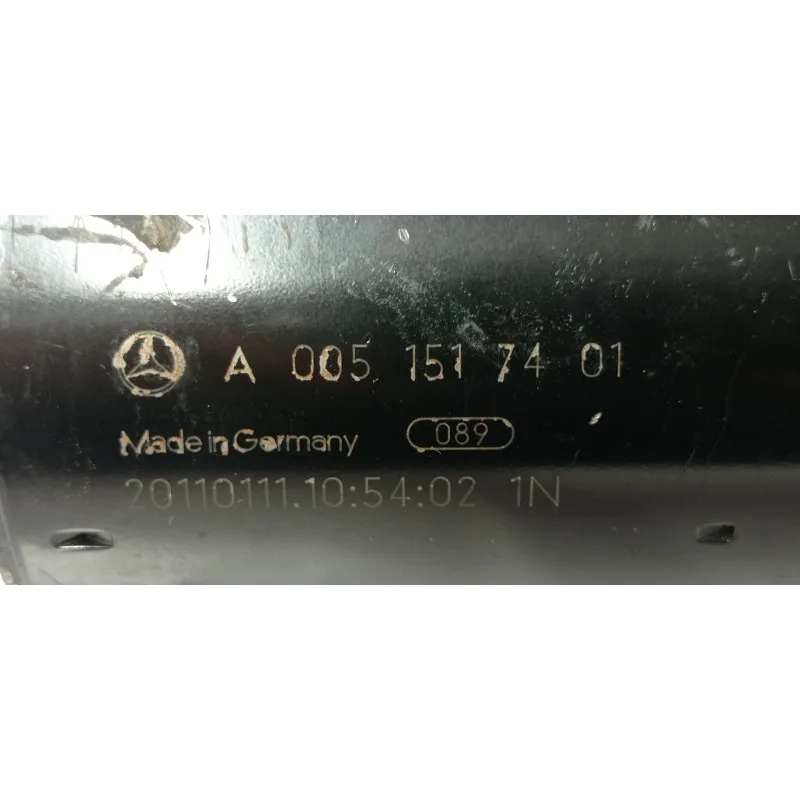 A 005 151 74 01
Made in Germany 089
20110111.10:54:02 1N